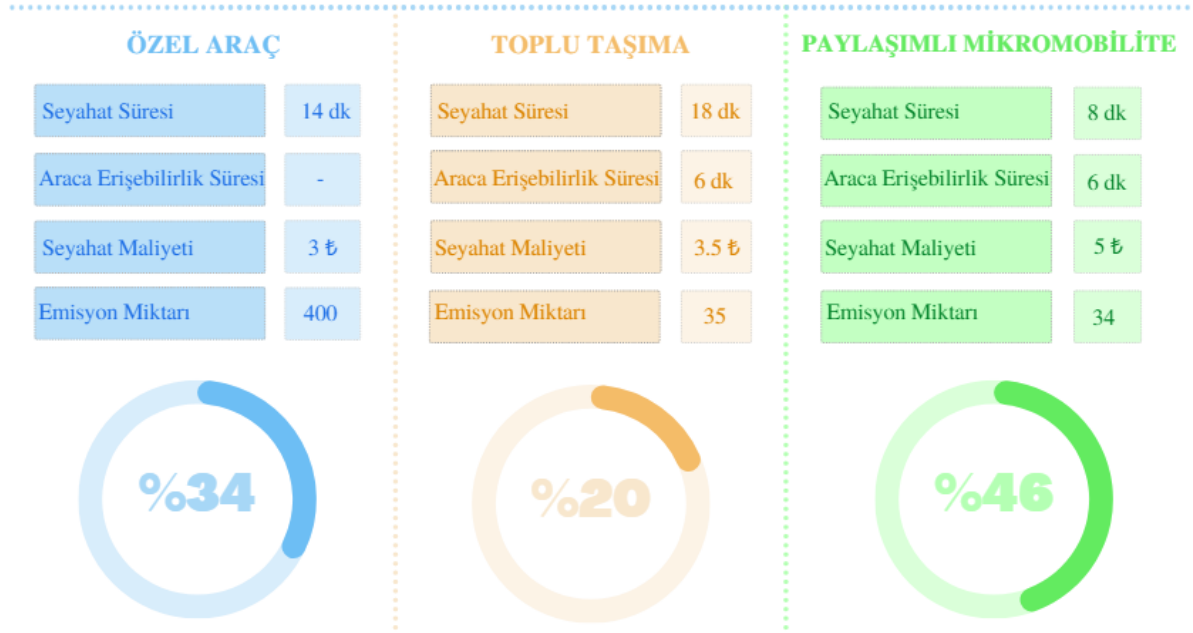 ÖZEL ARAÇ
Seyahat Süresi 14 dk
Araca Erişebilirlik Süresi -
Seyahat Maliyeti 3 ₺
Emisyon Miktarı 400
%34
TOPLU TAŞIMA
Seyahat Süresi 18 dk
Araca Erişebilirlik Süresi 6 dk
Seyahat Maliyeti 3.5 ₺
Emisyon Miktarı 35
%20
PAYLAŞIMLI MİKROMOBİLİTE
Seyahat Süresi 8 dk
Araca Erişebilirlik Süresi 6 dk
Seyahat Maliyeti 5 ₺
Emisyon Miktarı 34
%46